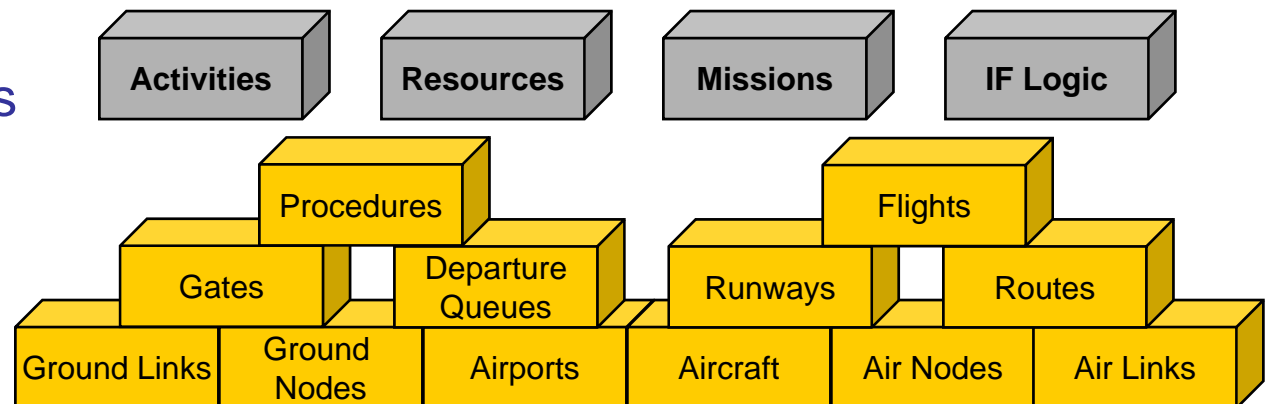 Activities
Resources
Missions
IF Logic
s
Procedures
Flights
Gates
Departure
Queues
Runways
Routes
Ground Links
Ground
Nodes
Airports
Aircraft
Air Nodes
Air Links